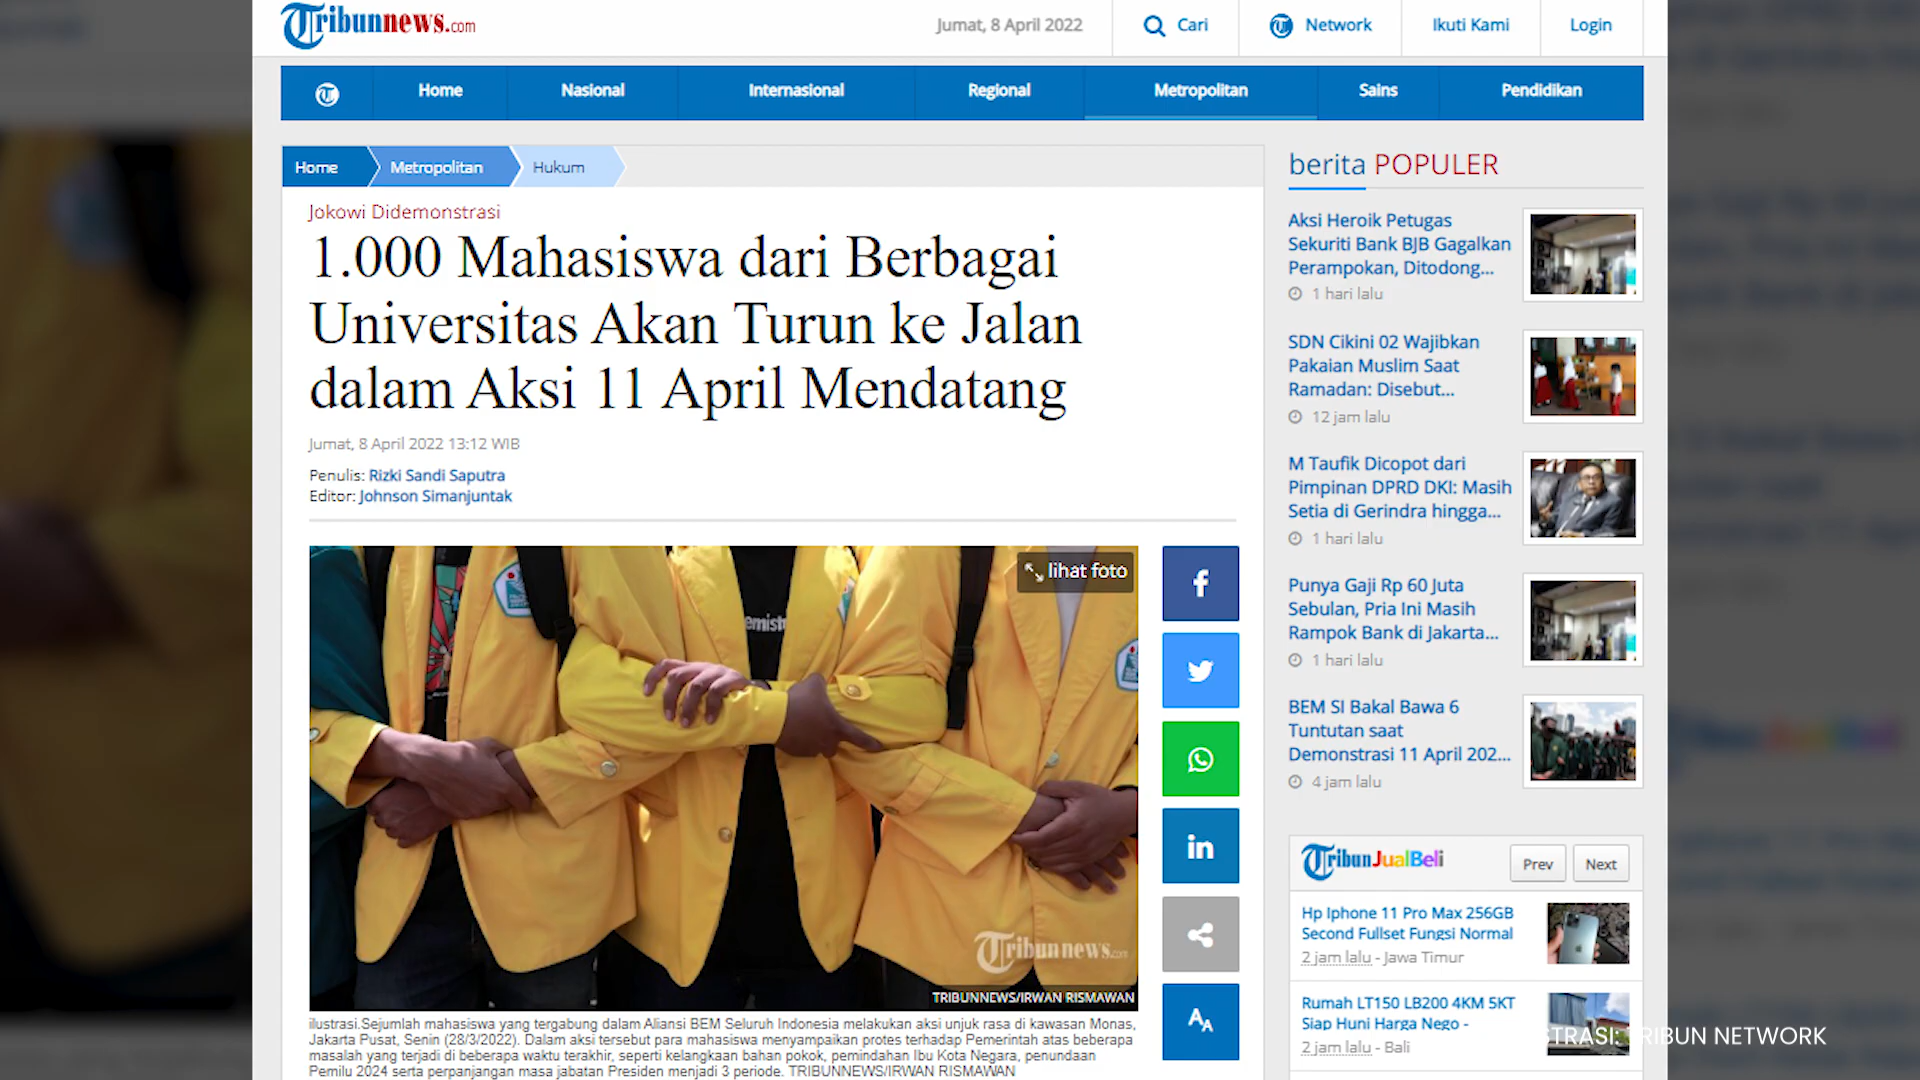 Tribunnews.com
Jumat, 8 April 2022
Cari
Network
Ikuti Kami
Login
Home
Nasional
Internasional
Regional
Metropolitan
Sains
Pendidikan
Home
Metropolitan
Hukum
Jokowi Didemonstrasi
1.000 Mahasiswa dari Berbagai
Universitas Akan Turun ke Jalan
dalam Aksi 11 April Mendatang
Jumat, 8 April 2022 13:12 WIB
Penulis: Rizki Sandi Saputra
Editor: Johnson Simanjuntak
lihat foto
Tribunnews.com
TRIBUNNEWS/IRWAN RISMAWAN
ilustrasi.Sejumlah mahasiswa yang tergabung dalam Aliansi BEM Seluruh Indonesia melakukan aksi unjuk rasa di kawasan Monas,
Jakarta Pusat, Senin (28/3/2022). Dalam aksi tersebut para mahasiswa menyampaikan protes terhadap Pemerintah atas beberapa
masalah yang terjadi di beberapa waktu terakhir, seperti kelangkaan bahan pokok, pemindahan Ibu Kota Negara, penundaan
Pemilu 2024 serta perpanjangan masa jabatan Presiden menjadi 3 periode. TRIBUNNEWS/IRWAN RISMAWAN
berita POPULER
Aksi Heroik Petugas
Sekuriti Bank BJB Gagalkan
Perampokan, Ditodong...
1 hari lalu
SDN Cikini 02 Wajibkan
Pakaian Muslim Saat
Ramadan: Disebut...
12 jam lalu
M Taufik Dicopot dari
Pimpinan DPRD DKI: Masih
Setia di Gerindra hingga...
1 hari lalu
Punya Gaji Rp 60 Juta
Sebulan, Pria Ini Masih
Rampok Bank di Jakarta...
1 hari lalu
BEM SI Bakal Bawa 6
Tuntutan saat
Demonstrasi 11 April 202...
4 jam lalu
TribunJualBeli
Prev
Next
Hp Iphone 11 Pro Max 256GB
Second Fullset Fungsi Normal
2 jam lalu - Jawa Timur
Rumah LT150 LB200 4KM 5KT
Siap Huni Harga Nego -
2 jam lalu - Bali
STRASI: TRIBUN NETWORK